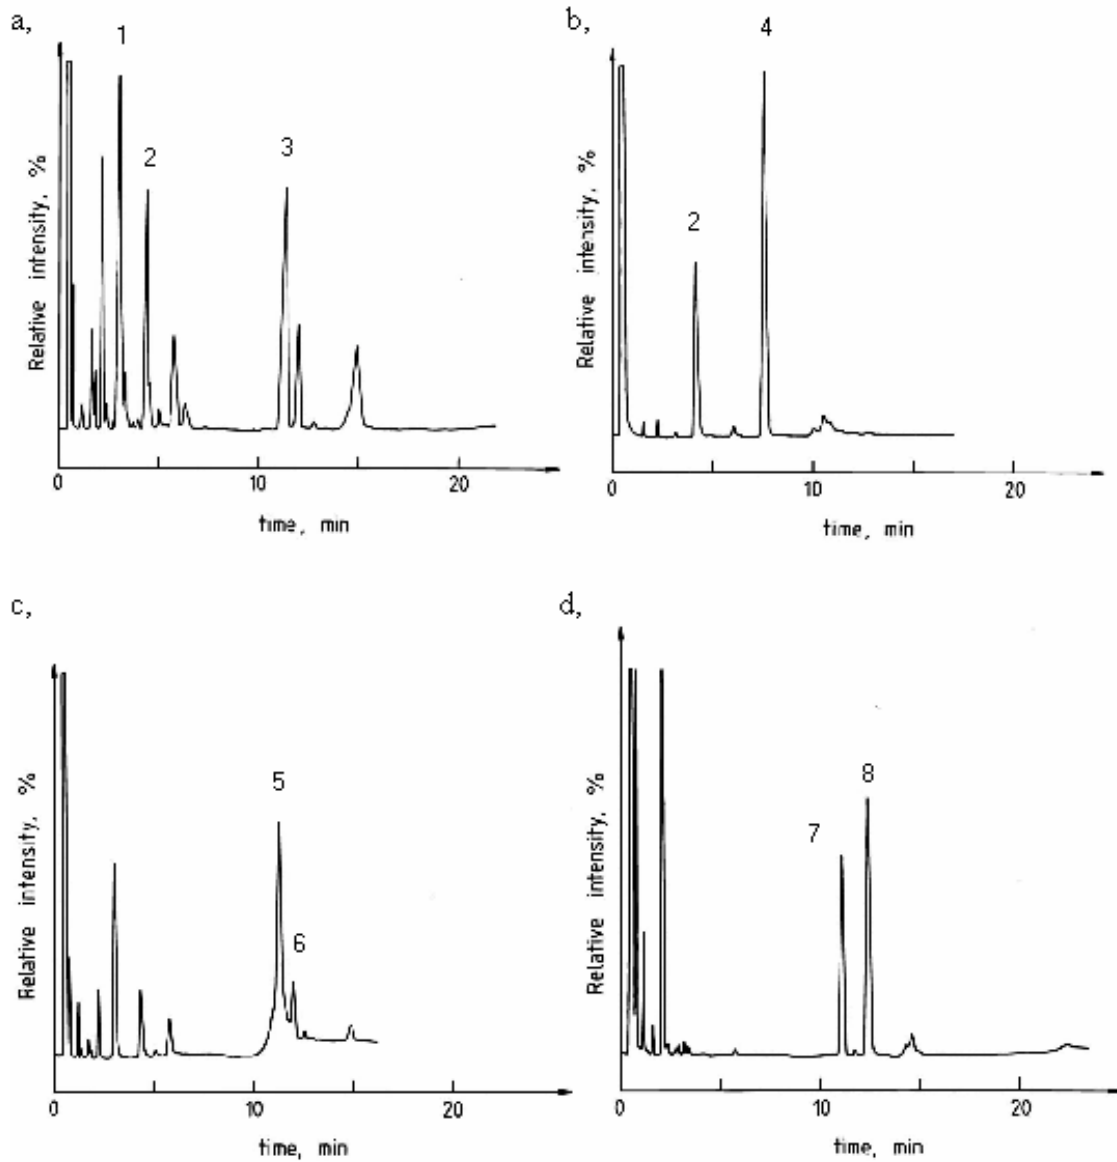 a,
1
2
3
Relative intensity, %
0 10 20
time, min
b,
4
2
Relative intensity, %
0 10 20
time, min
c,
5
6
Relative intensity, %
0 10 20
time, min
d,
8
7
Relative intensity, %
0 10 20
time, min